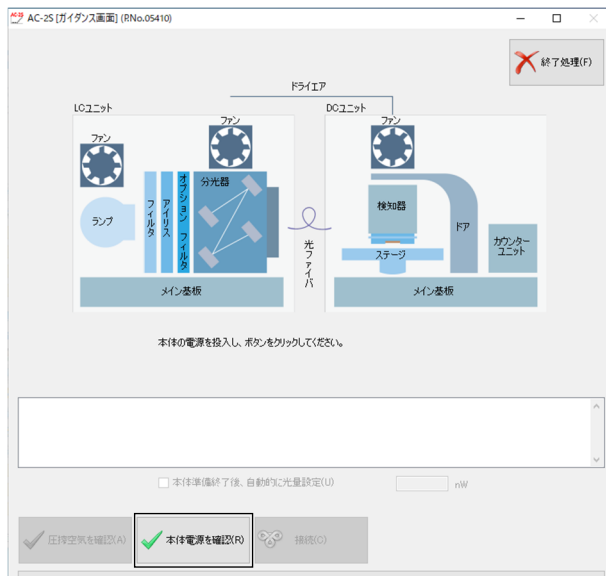 AC-2S [ガイダンス画面] (P.No.05410)
終了処理(F)
ドライエア
LCユニット
DCユニット
ファン
ファン
ファン
ランプ
フィルタ
アイリス
オプション フィルタ
分光器
光ファイバ
検知器
ステージ
ドア
カウンター
ユニット
メイン基板
メイン基板
本体の電源を投入し、ボタンをクリックしてください。
本体準備終了後、自動的に光量設定(U)
nW
圧搾空気を確認(A)
本体電源を確認(R)
接続(C)